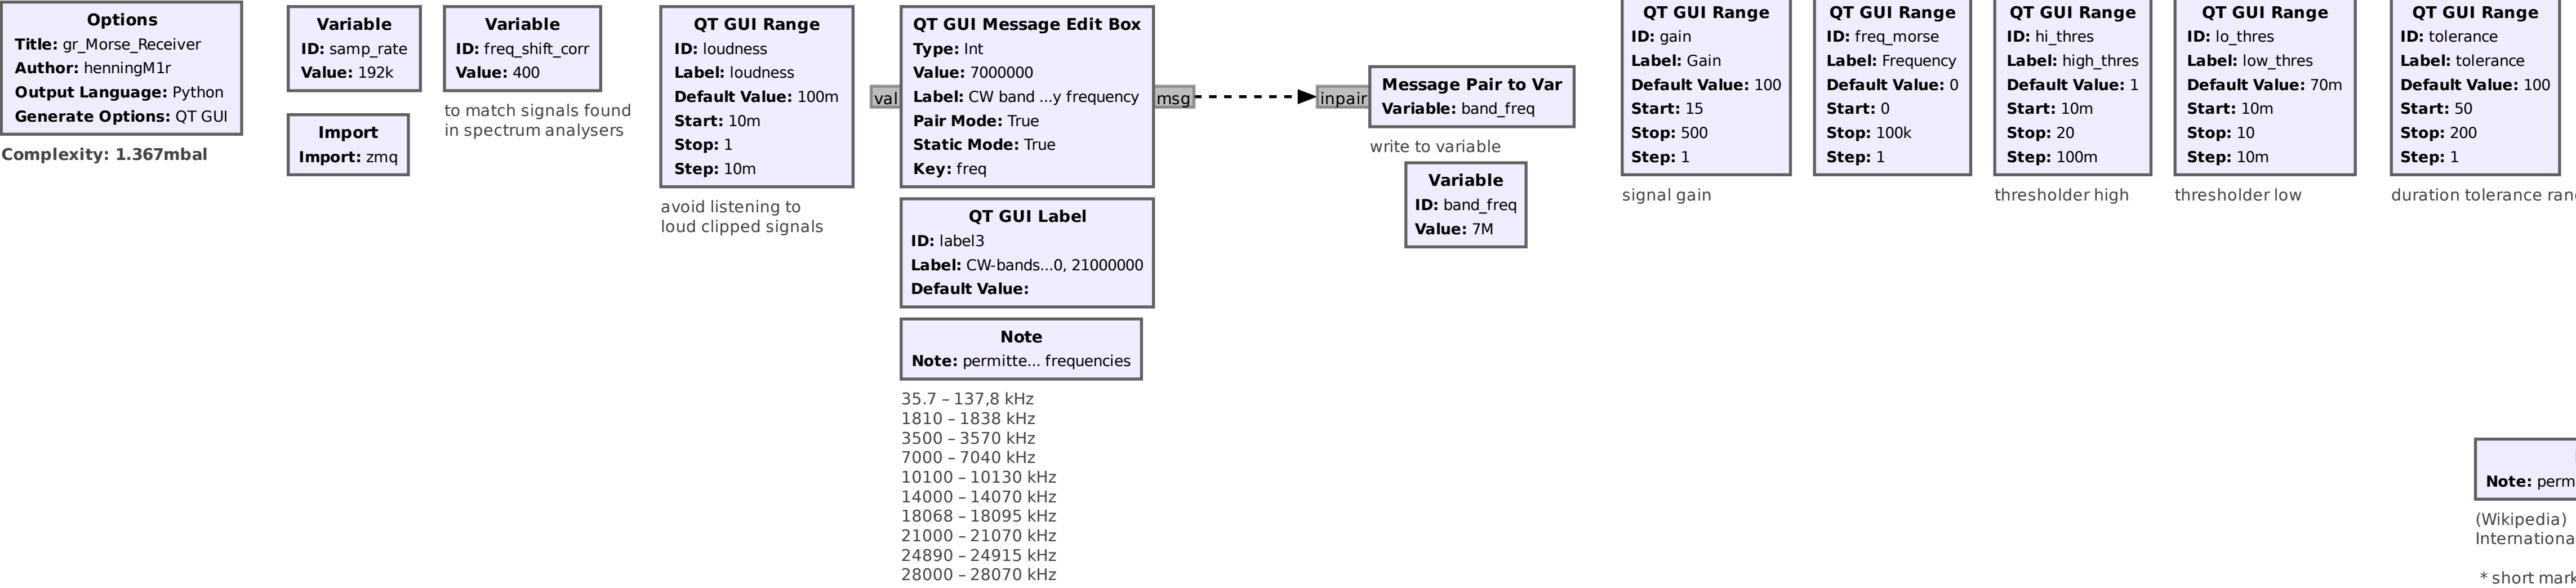 Options
Title: gr_Morse_Receiver
Author: henningM1r
Output Language: Python
Generate Options: QT GUI
Complexity: 1.367mbal
Variable
ID: samp_rate
Value: 192k
Import
Import: zmq
Variable
ID: freq_shift_corr
Value: 400
to match signals found
in spectrum analysers
QT GUI Range
ID: loudness
Label: loudness
Default Value: 100m
Start: 10m
Stop: 1
Step: 10m
avoid listening to
loud clipped signals
val
QT GUI Message Edit Box
Type: Int
Value: 7000000
Label: CW band ...y frequency
Pair Mode: True
Static Mode: True
Key: freq
msg
QT GUI Label
ID: label3
Label: CW-bands...0, 21000000
Default Value:
Note
Note: permitte... frequencies
35.7 – 137,8 kHz
1810 – 1838 kHz
3500 – 3570 kHz
7000 – 7040 kHz
10100 – 10130 kHz
14000 – 14070 kHz
18068 – 18095 kHz
21000 – 21070 kHz
24890 – 24915 kHz
28000 – 28070 kHz
inpair
Message Pair to Var
Variable: band_freq
write to variable
Variable
ID: band_freq
Value: 7M
QT GUI Range
ID: gain
Label: Gain
Default Value: 100
Start: 15
Stop: 500
Step: 1
signal gain
QT GUI Range
ID: freq_morse
Label: Frequency
Default Value: 0
Start: 0
Stop: 100k
Step: 1
QT GUI Range
ID: hi_thres
Label: high_thres
Default Value: 1
Start: 10m
Stop: 20
Step: 100m
thresholder high
QT GUI Range
ID: lo_thres
Label: low_thres
Default Value: 70m
Start: 10m
Stop: 10
Step: 10m
thresholder low
QT GUI Range
ID: tolerance
Label: tolerance
Default Value: 100
Start: 50
Stop: 200
Step: 1
duration tolerance
Note:
(Wikipedia)
* short